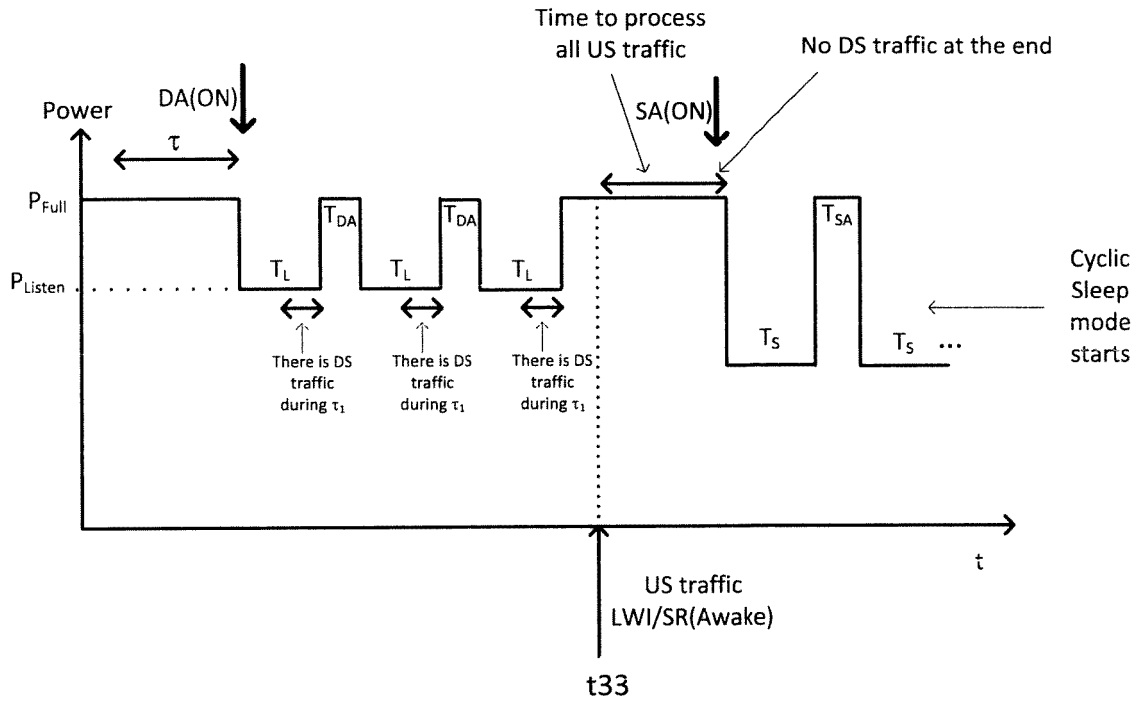 Time to process
all US traffic
No DS traffic at the end
DA(ON)
SA(ON)
Power
τ
PFull
TDA
TDA
TSA
TL
TL
TL
PListen
Cyclic
Sleep
mode
starts
TS
TS ...
There is DS
traffic
during τ1
There is DS
traffic
during τ1
There is DS
traffic
during τ1
t
US traffic
LWI/SR(Awake)
t33